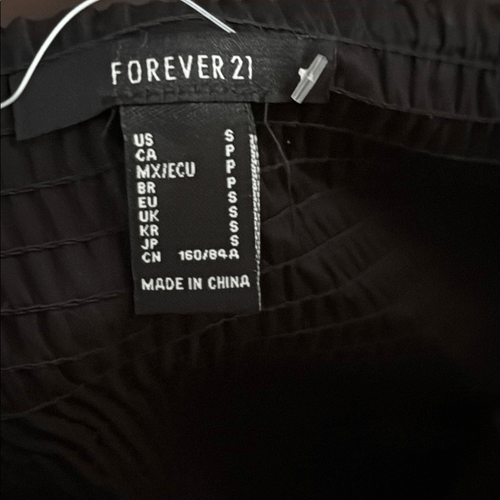 FOREVER 21
US S
CA P
MX/ECU P
BR P
EU S
UK S
KR S
JP S
CN 160/84A
MADE IN CHINA